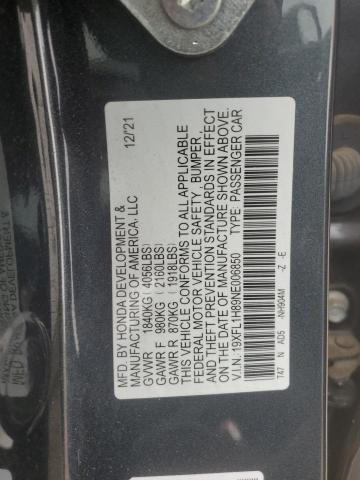 MFD. BY HONDA DEVELOPMENT &
MANUFACTURING OF AMERICA, LLC 12/21
GVWR 1840KG(4056LBS)
GAWR F 980KG(2160LBS)
GAWR R 870KG(1918LBS)
THIS VEHICLE CONFORMS TO ALL APPLICABLE
FEDERAL MOTOR VEHICLE SAFETY, BUMPER,
AND THEFT PREVENTION STANDARDS IN EFFECT
ON THE DATE OF MANUFACTURE SHOWN ABOVE.
V.I.N: 19XFL1H89NE006850 TYPE: PASSENGER CAR
T47 N AD5 -NH904M -Z -E